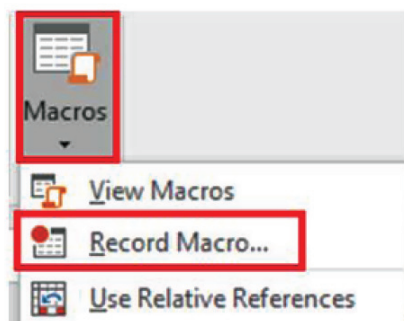 Macros
View Macros
Record Macro...
Use Relative References